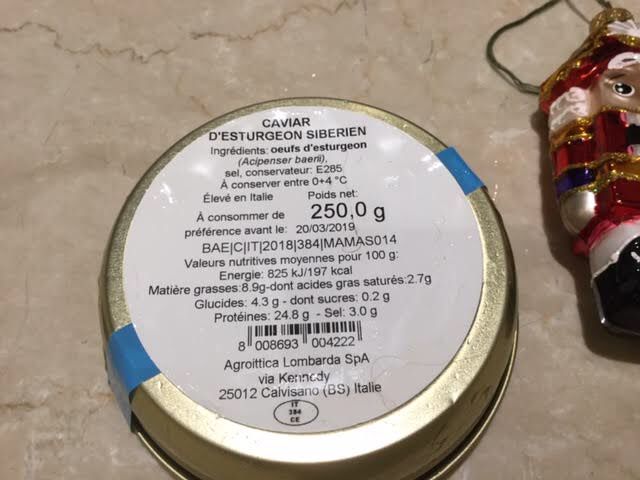 CAVIAR
D'ESTURGEON SIBERIEN
Ingrédients: oeufs d'esturgeon
(Acipenser baerii),
sel, conservateur: E285
À conserver entre 0+4 °C
Élevé en Italie Poids net:
À consommer de 250,0 g
préférence avant le: 20/03/2019
BAE|C|IT|2018|384|MAMAS014
Valeurs nutritives moyennes pour 100 g:
Energie: 825 kJ/197 kcal
Matière grasses:8.9g-dont acides gras saturés:2.7g
Glucides: 4.3 g - dont sucres: 0.2 g
Protéines: 24.8 g - Sel: 3.0 g
8 008693 004222
Agroittica Lombarda SpA
via Kennedy
25012 Calvisano (BS) Italie
IT
384
CE